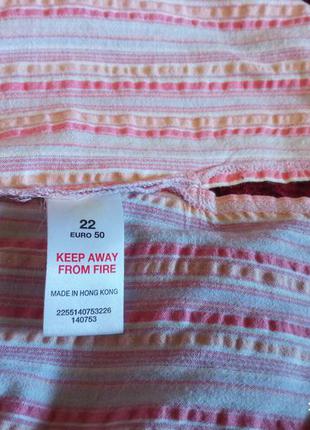 22
EURO 50
KEEP AWAY
FROM FIRE
MADE IN HONG KONG
2255140753226
140753